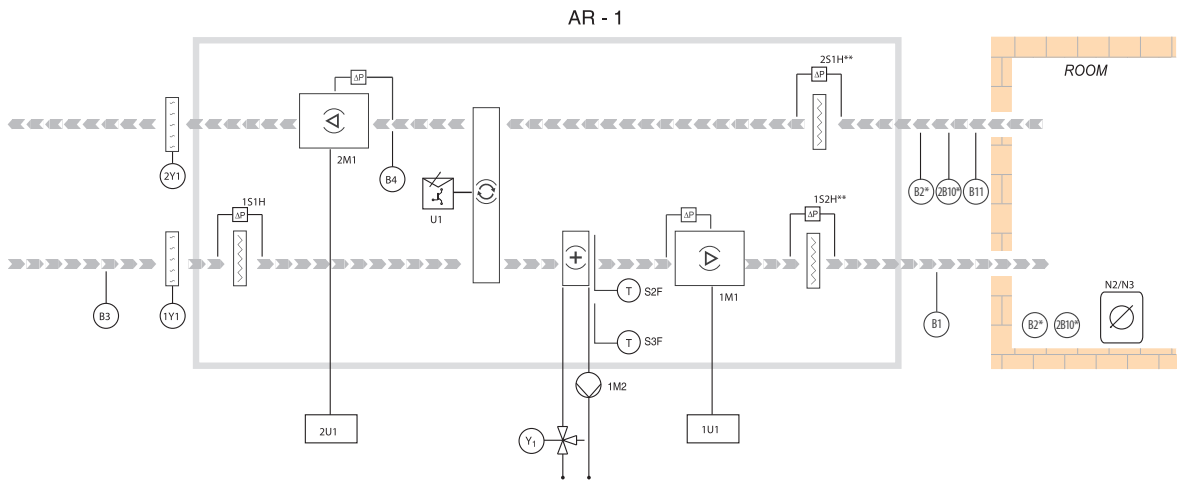 AR - 1
2S1H**
ROOM
ΔP
ΔP
2M1
2Y1
B4
B2*
2B10*
B11
U1
1S1H
1S2H**
ΔP
ΔP
ΔP
N2/N3
S2F
T
1M1
B3
1Y1
B1
B2*
2B10*
T
S3F
1M2
2U1
1U1
Y1